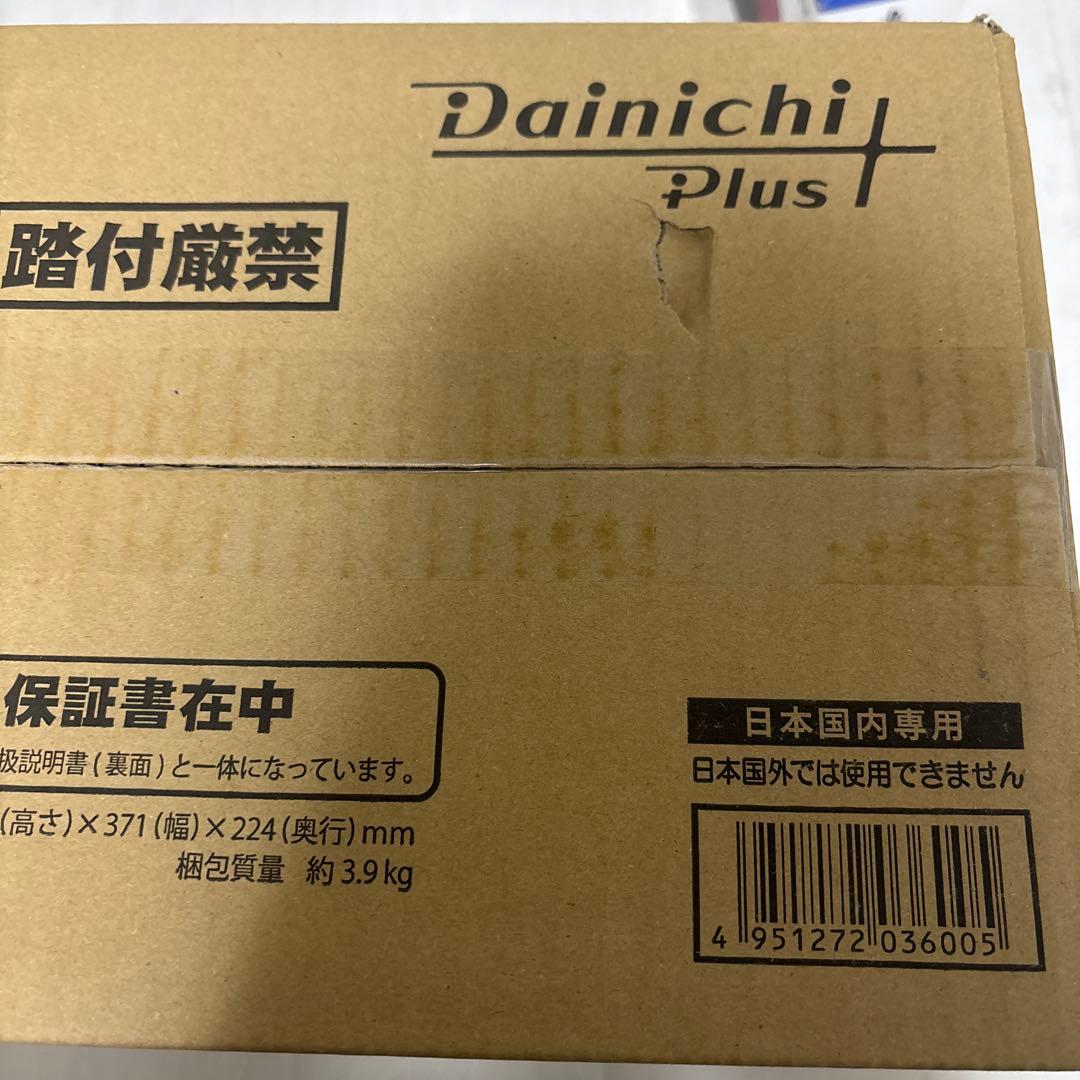 Dainichi
Plus
踏付厳禁
保証書在中
扱説明書(裏面)と一体になっています。
(高さ)×371(幅)×224(奥行)mm
梱包質量 約3.9kg
日本国内専用
日本国外では使用できません
4 951272 036005